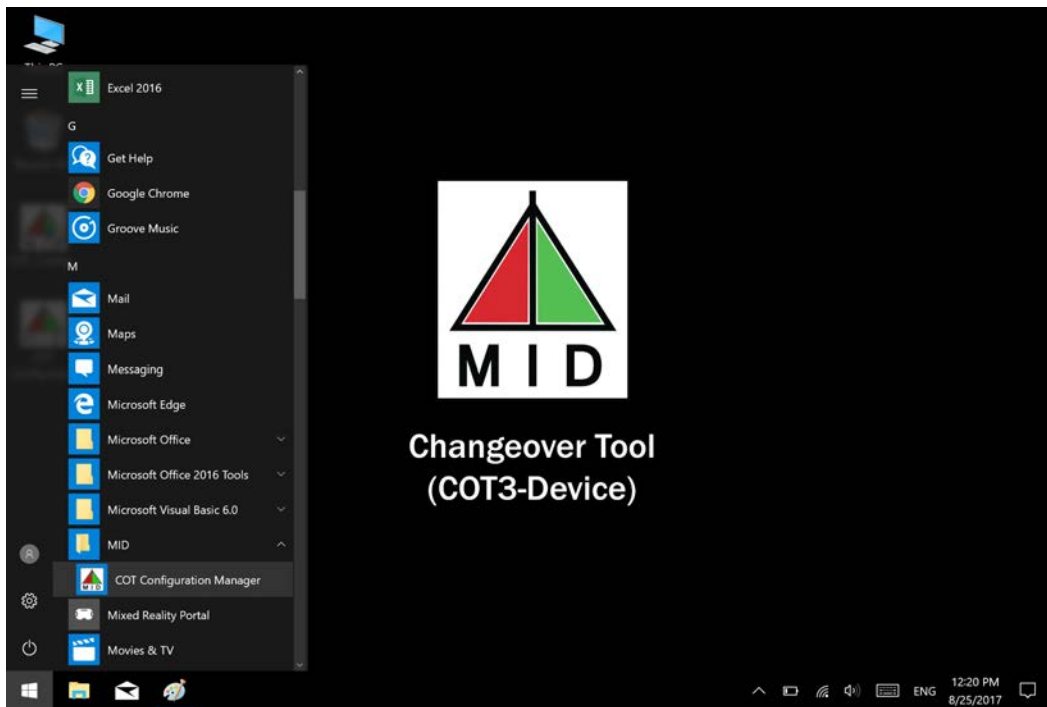 Excel 2016
G
Get Help
Google Chrome
Groove Music
M
Mail
Maps
Messaging
Microsoft Edge
Microsoft Office
Microsoft Office 2016 Tools
Microsoft Visual Basic 6.0
MID
MID
COT Configuration Manager
Mixed Reality Portal
Movies & TV
MID
Changeover Tool
(COT3-Device)
ENG
12:20 PM
8/25/2017